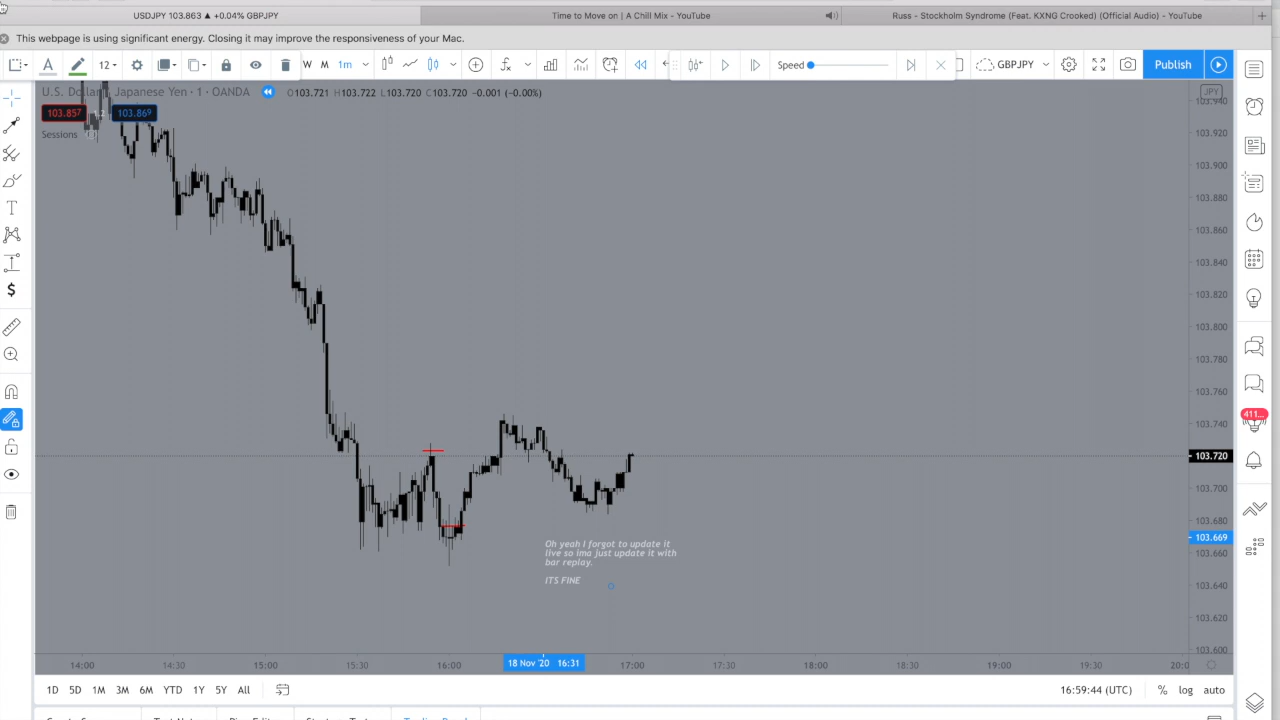 USDJPY 103.863 ▲ +0.04% GBPJPY
Time to Move on | A Chill Mix - YouTube
Russ - Stockholm Syndrome (Feat. KXNG Crooked) (Official Audio) - YouTube
This webpage is using significant energy. Closing it may improve the responsiveness of your Mac.
12 W M 1m Speed GBPJPY Publish
U.S. Dollar Japanese Yen · 1 · OANDA O103.721 H103.722 L103.720 C103.720 -0.001 (-0.00%) JPY
103.857 1.2 103.869
Sessions
103.940
103.920
103.900
103.880
103.860
103.840
103.820
103.800
103.780
103.760
103.740
103.720
103.700
103.680
103.669
103.660
103.640
103.620
103.600
411...
Oh yeah I forgot to update it
live so ima just update it with
bar replay.
ITS FINE
14:00 14:30 15:00 15:30 16:00 18 Nov '20 16:31 17:00 17:30 18:00 18:30 19:00 19:30 20:0
1D 5D 1M 3M 6M YTD 1Y 5Y All 16:59:44 (UTC) % log auto